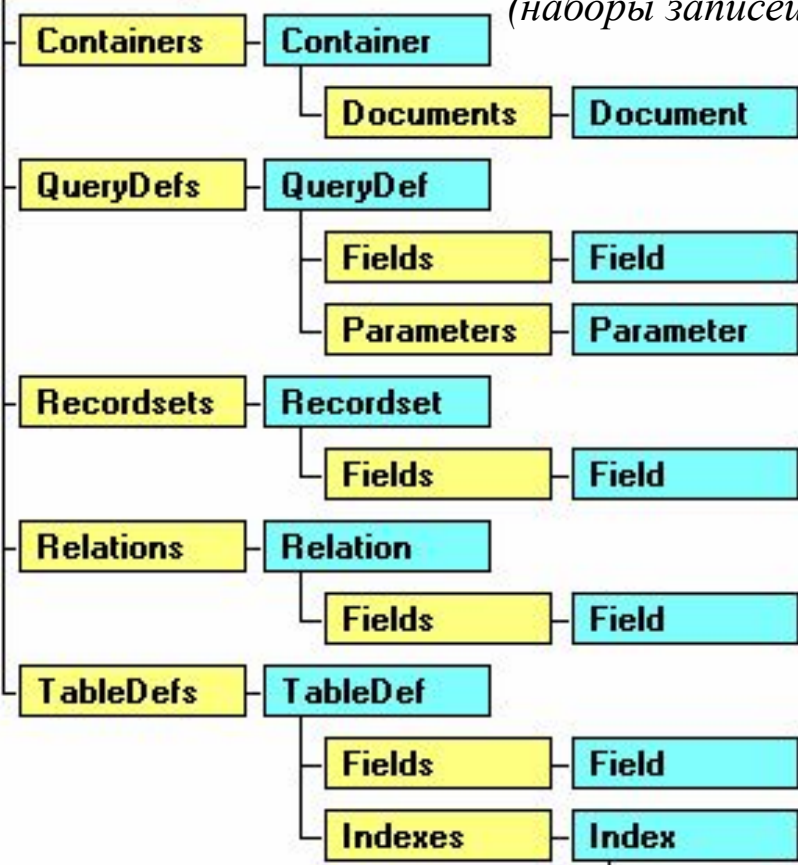 (наборы записей
Containers Container
Documents Document
QueryDefs QueryDef
Fields Field
Parameters Parameter
Recordsets Recordset
Fields Field
Relations Relation
Fields Field
TableDefs TableDef
Fields Field
Indexes Index